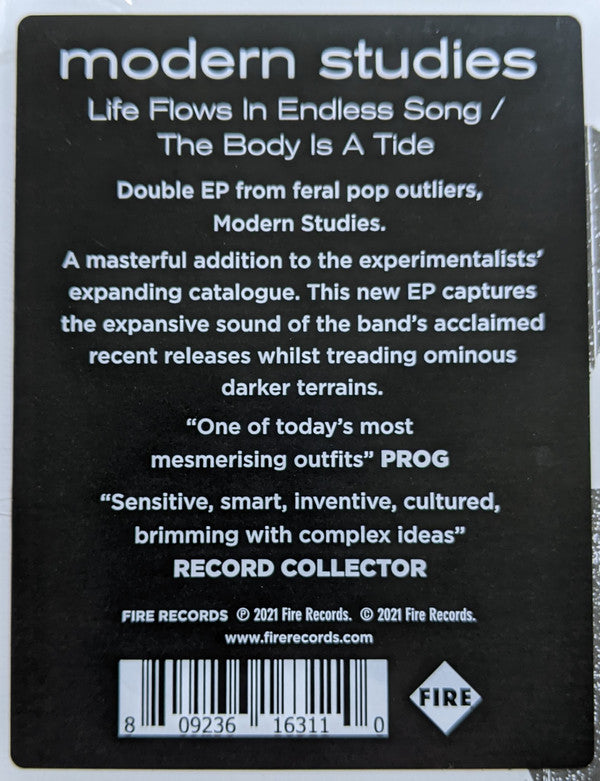 modern studies
Life Flows In Endless Song /
The Body Is A Tide
Double EP from feral pop outliers,
Modern Studies.
A masterful addition to the experimentalists’
expanding catalogue. This new EP captures
the expansive sound of the band’s acclaimed
recent releases whilst treading ominous
darker terrains.
“One of today’s most
mesmerising outfits” PROG
“Sensitive, smart, inventive, cultured,
brimming with complex ideas”
RECORD COLLECTOR
FIRE RECORDS ℗ 2021 Fire Records. © 2021 Fire Records.
www.firerecords.com
8 09236 16311 0
FIRE